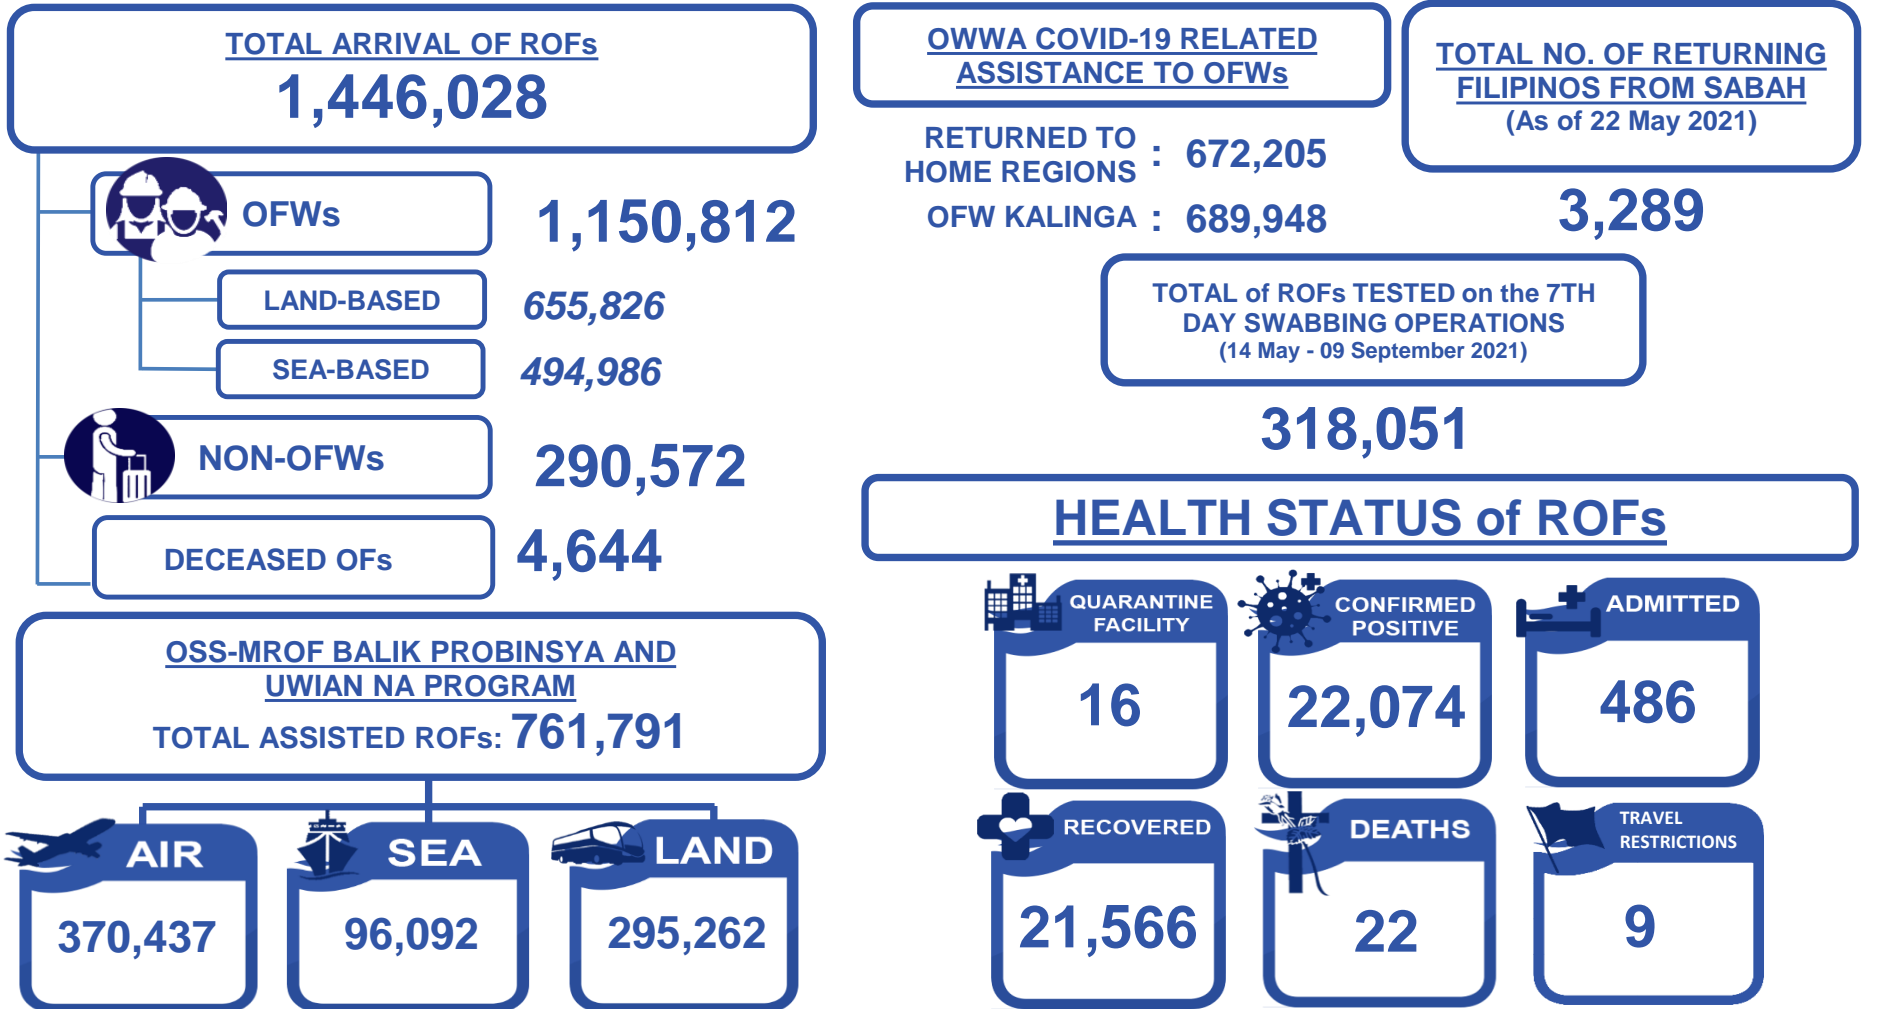 TOTAL ARRIVAL OF ROFs
1,446,028
OFWs
1,150,812
LAND-BASED
655,826
SEA-BASED
494,986
NON-OFWs
290,572
DECEASED OFs
4,644
OSS-MROF BALIK PROBINSYA AND
UWIAN NA PROGRAM
TOTAL ASSISTED ROFs: 761,791
AIR
370,437
SEA
96,092
LAND
295,262
OWWA COVID-19 RELATED
ASSISTANCE TO OFWs
RETURNED TO
HOME REGIONS : 672,205
OFW KALINGA : 689,948
TOTAL NO. OF RETURNING
FILIPINOS FROM SABAH
(As of 22 May 2021)
3,289
TOTAL of ROFs TESTED on the 7TH
DAY SWABBING OPERATIONS
(14 May - 09 September 2021)
318,051
HEALTH STATUS of ROFs
QUARANTINE
FACILITY
16
CONFIRMED
POSITIVE
22,074
ADMITTED
486
RECOVERED
21,566
DEATHS
22
TRAVEL
RESTRICTIONS
9